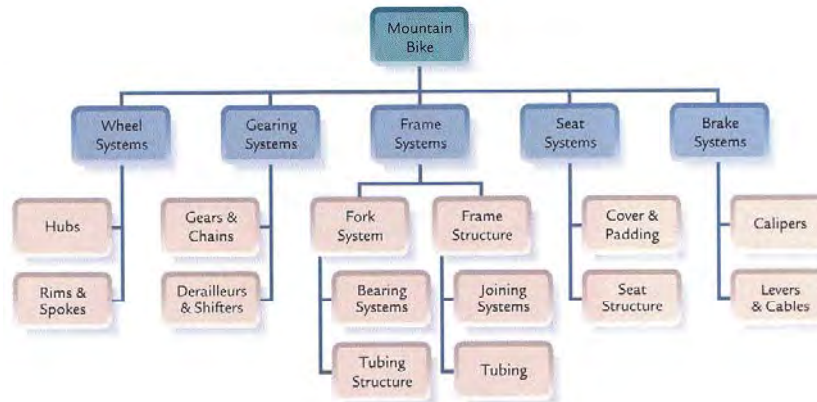 Mountain
Bike
Wheel
Systems
Gearing
Systems
Frame
Systems
Seat
Systems
Brake
Systems
Hubs
Gears &
Chains
Fork
System
Frame
Structure
Cover &
Padding
Calipers
Rims &
Spokes
Derailleurs
& Shifters
Bearing
Systems
Joining
Systems
Seat
Structure
Levers
& Cables
Tubing
Structure
Tubing